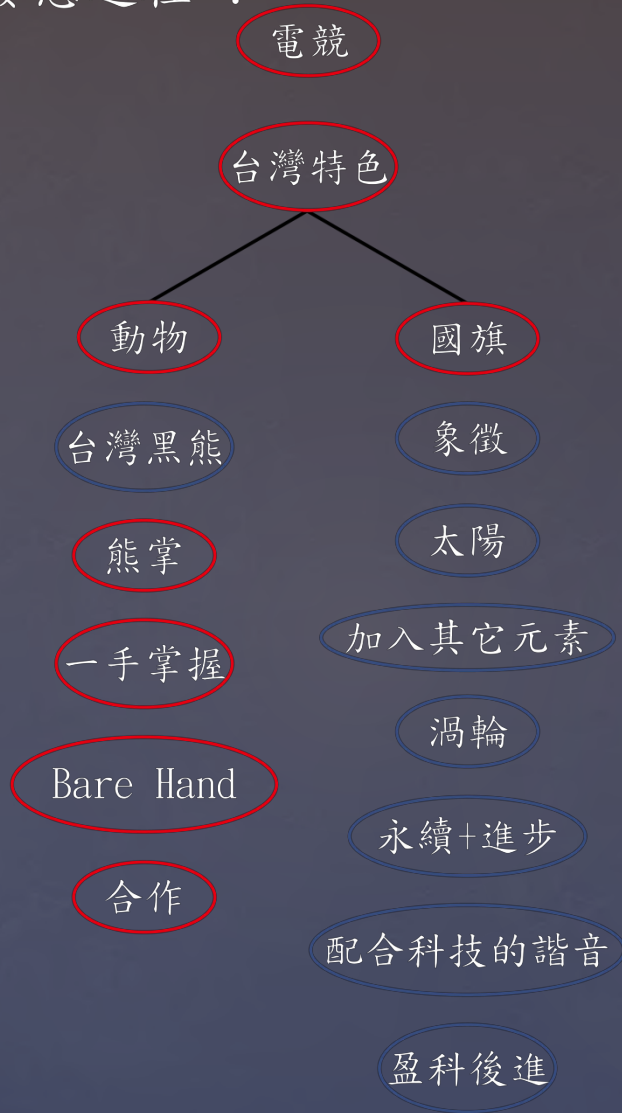 電競
台灣特色
動物
國旗
台灣黑熊
象徵
熊掌
太陽
一手掌握
加入其它元素
Bare Hand
渦輪
合作
永續+進步
配合科技的諧音
盈科後進